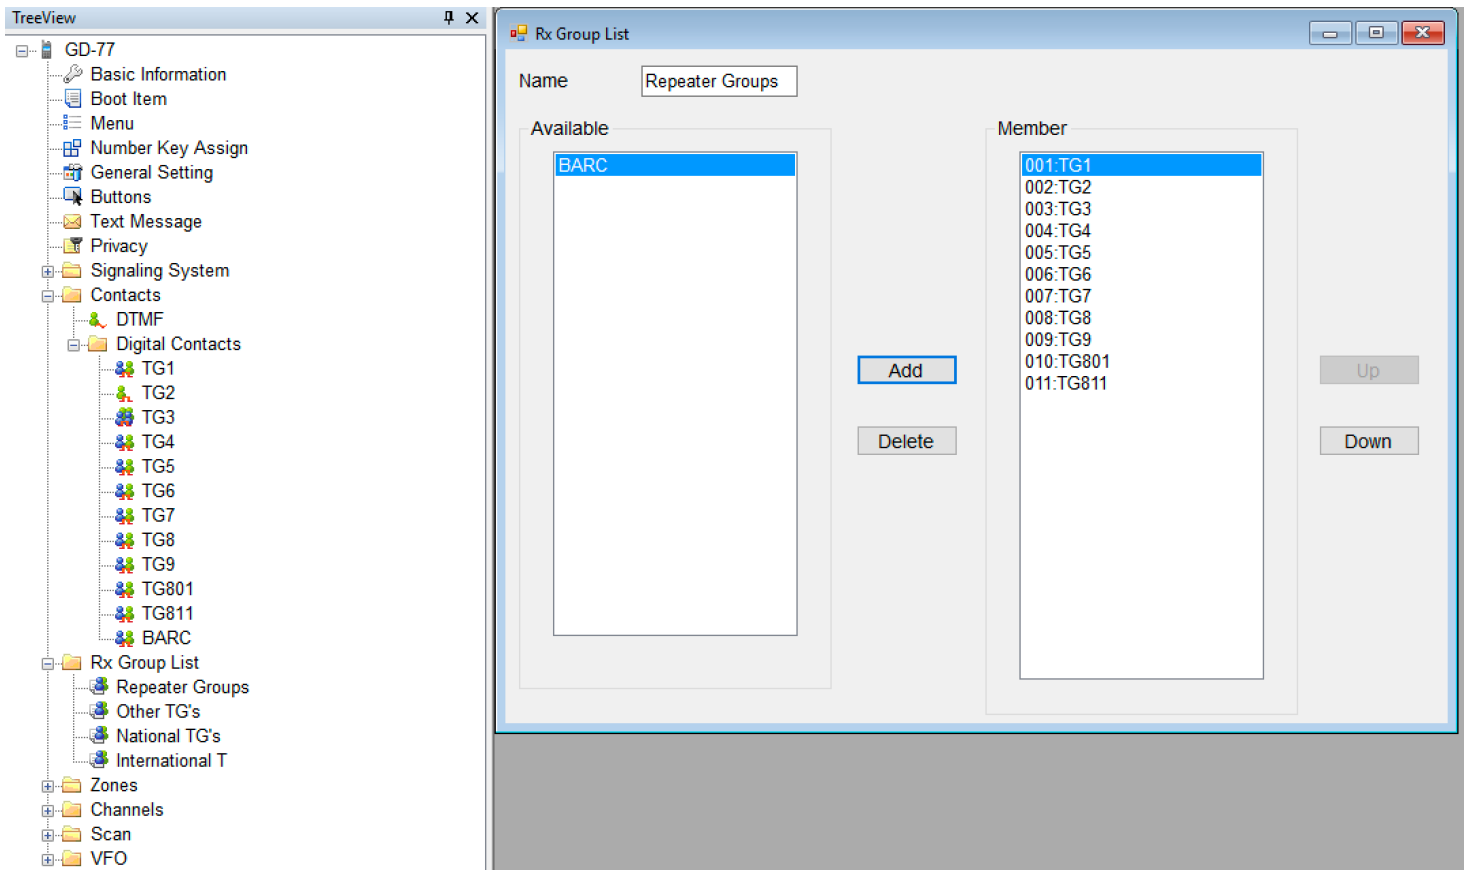 TreeView
GD-77
Basic Information
Boot Item
Menu
Number Key Assign
General Setting
Buttons
Text Message
Privacy
Signaling System
Contacts
DTMF
Digital Contacts
TG1
TG2
TG3
TG4
TG5
TG6
TG7
TG8
TG9
TG801
TG811
BARC
Rx Group List
Repeater Groups
Other TG's
National TG's
International T
Zones
Channels
Scan
VFO
Rx Group List
Name
Repeater Groups
Available
BARC
Add
Delete
Member
001:TG1
002:TG2
003:TG3
004:TG4
005:TG5
006:TG6
007:TG7
008:TG8
009:TG9
010:TG801
011:TG811
Up
Down